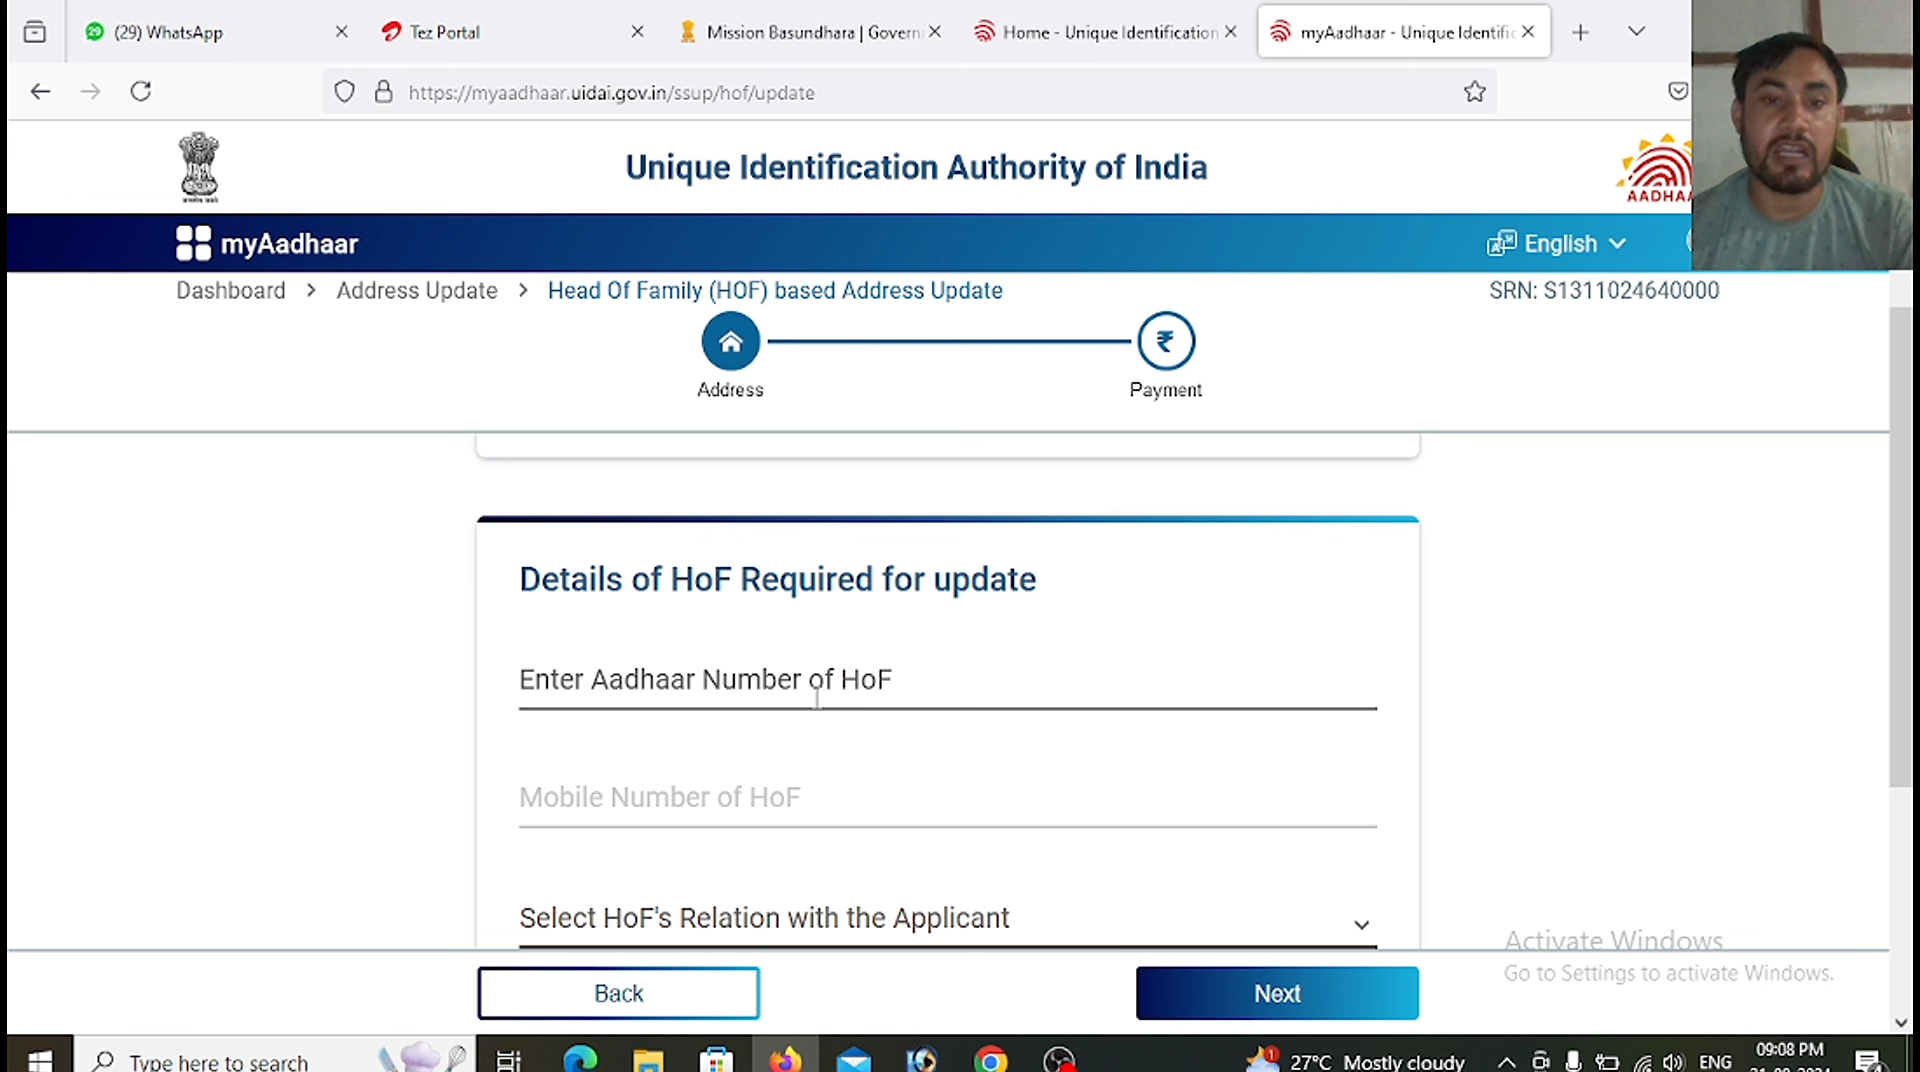 (29) WhatsApp
Tez Portal
Mission Basundhara | Govern
Home - Unique Identification
myAadhaar - Unique Identific
https://myaadhaar.uidai.gov.in/ssup/hof/update
Unique Identification Authority of India
myAadhaar
English
Dashboard > Address Update > Head Of Family (HOF) based Address Update
SRN: S1311024640000
Address
Payment
Details of HoF Required for update
Enter Aadhaar Number of HoF
Mobile Number of HoF
Select HoF's Relation with the Applicant
Activate Windows
Go to Settings to activate Windows.
Back
Next
Type here to search
27°C Mostly cloudy
ENG
09:08 PM